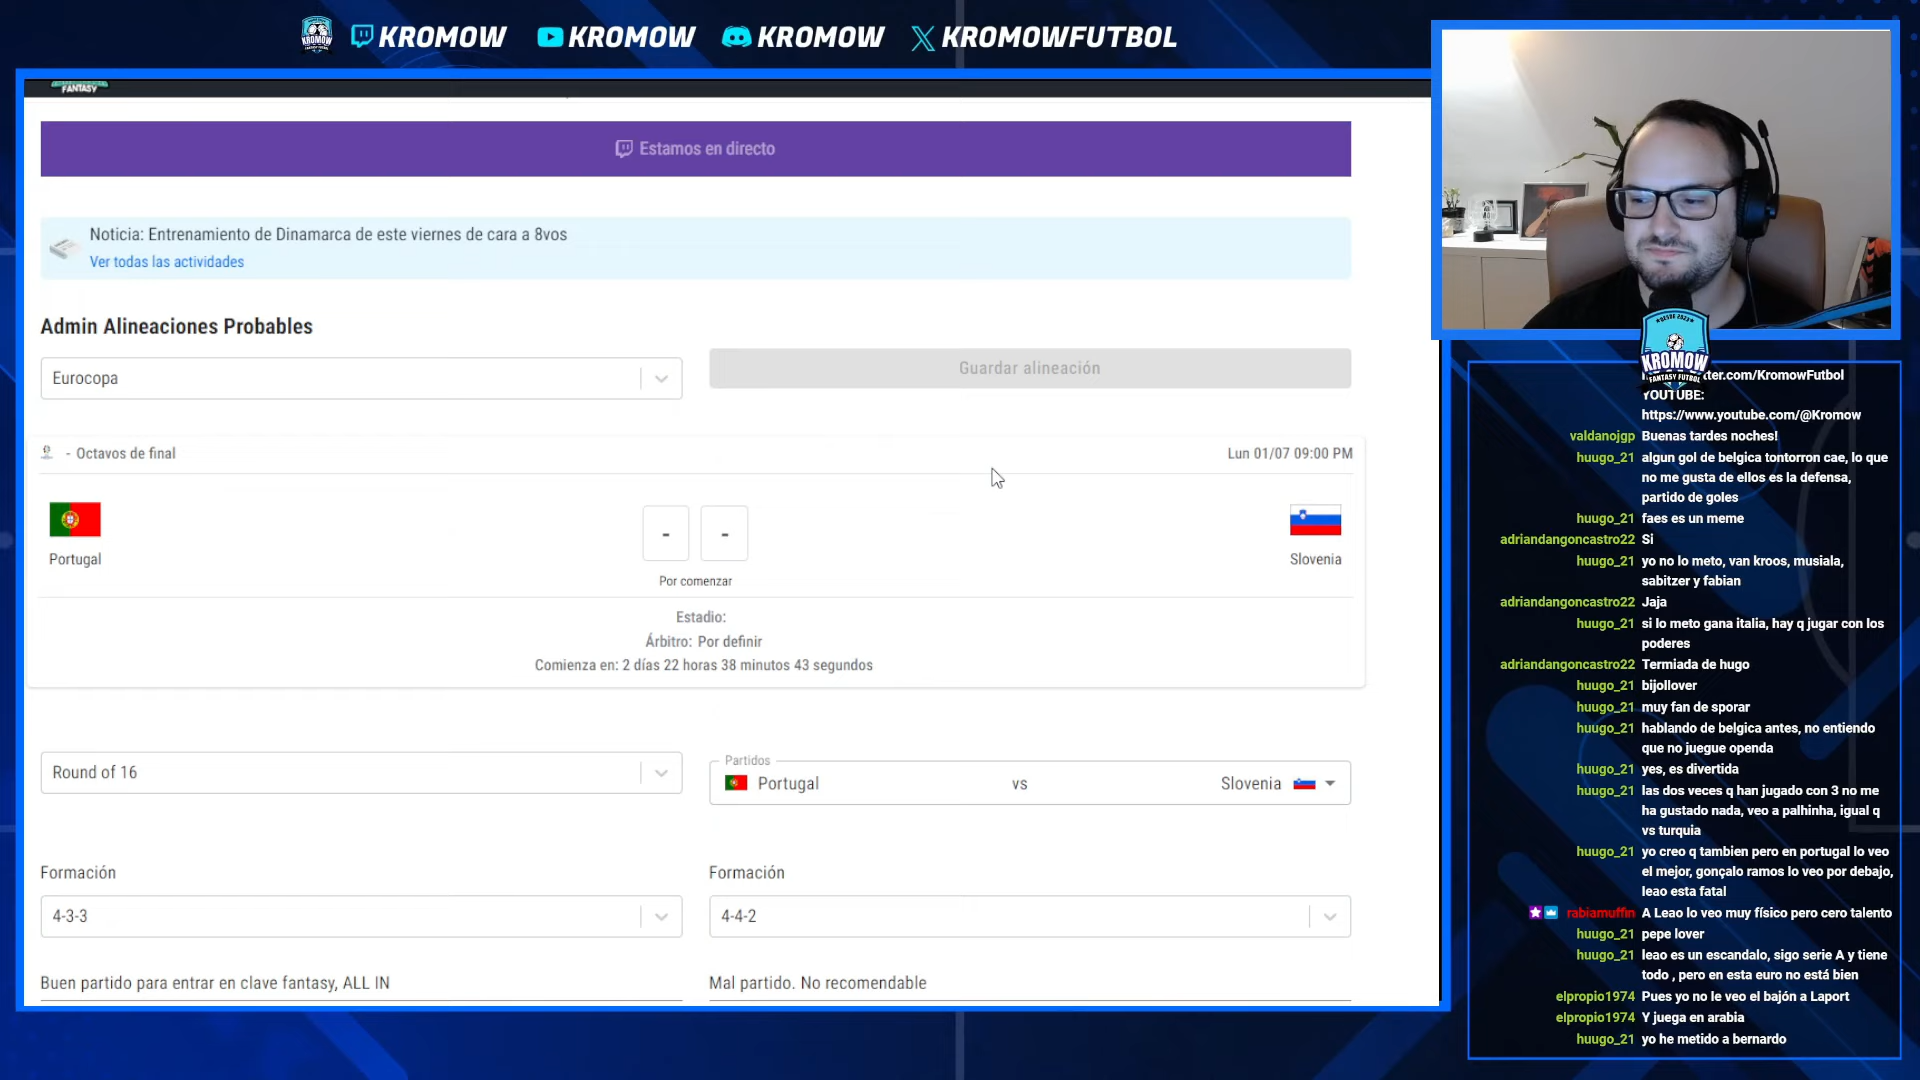 KROMOW KROMOW KROMOW KROMOWFUTBOL
FANTASY
Estamos en directo
Noticia: Entrenamiento de Dinamarca de este viernes de cara a 8vos
Ver todas las actividades
Admin Alineaciones Probables
Eurocopa
Guardar alineación
- Octavos de final
Lun 01/07 09:00 PM
Portugal
- -
Slovenia
Por comenzar
Estadio:
Árbitro: Por definir
Comienza en: 2 días 22 horas 38 minutos 43 segundos
Round of 16
Partidos
Portugal vs Slovenia
Formación
4-3-3
Buen partido para entrar en clave fantasy, ALL IN
Formación
4-4-2
Mal partido. No recomendable
DESDE 2023
KROMOW
FANTASY FUTBOL
ter.com/KromowFutbol
YOUTUBE:
https://www.youtube.com/@Kromow
valdanojgp Buenas tardes noches!
huugo_21 algun gol de belgica tontorron cae, lo que
no me gusta de ellos es la defensa,
partido de goles
huugo_21 faes es un meme
adriandangoncastro22 Si
huugo_21 yo no lo meto, van kroos, musiala,
sabitzer y fabian
adriandangoncastro22 Jaja
huugo_21 si lo meto gana italia, hay q jugar con los
poderes
adriandangoncastro22 Termiada de hugo
huugo_21 bijollover
huugo_21 muy fan de sporar
huugo_21 hablando de belgica antes, no entiendo
que no juegue openda
huugo_21 yes, es divertida
huugo_21 las dos veces q han jugado con 3 no me
ha gustado nada, veo a palhinha, igual q
vs turquia
huugo_21 yo creo q tambien pero en portugal lo veo
el mejor, gonçalo ramos lo veo por debajo,
leao esta fatal
rabiamuffin A Leao lo veo muy físico pero cero talento
huugo_21 pepe lover
huugo_21 leao es un escandalo, sigo serie A y tiene
todo , pero en esta euro no está bien
elpropio1974 Pues yo no le veo el bajón a Laport
elpropio1974 Y juega en arabia
huugo_21 yo he metido a bernardo